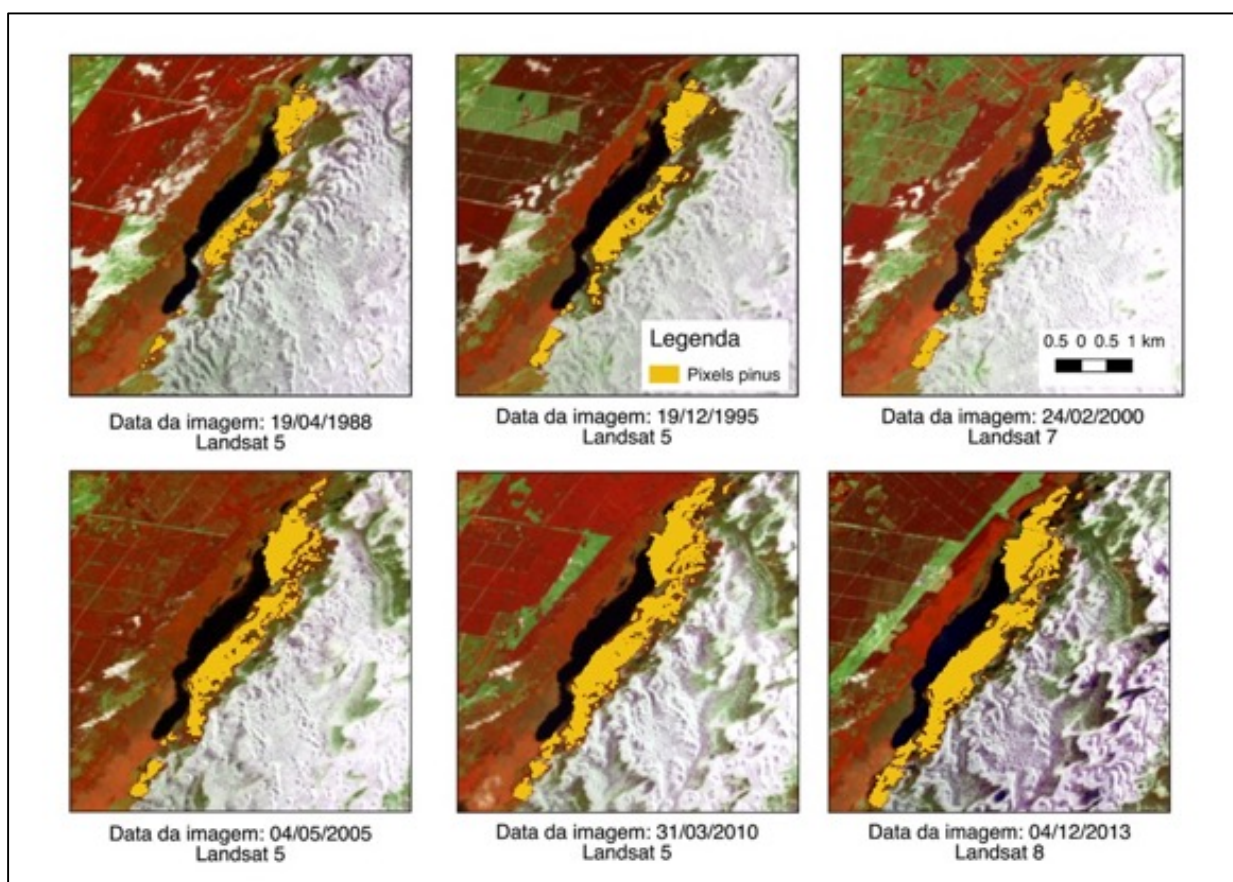 Legenda
Pixels pinus
0.5 0 0.5 1 km
Data da imagem: 19/04/1988
Landsat 5
Data da imagem: 19/12/1995
Landsat 5
Data da imagem: 24/02/2000
Landsat 7
Data da imagem: 04/05/2005
Landsat 5
Data da imagem: 31/03/2010
Landsat 5
Data da imagem: 04/12/2013
Landsat 8